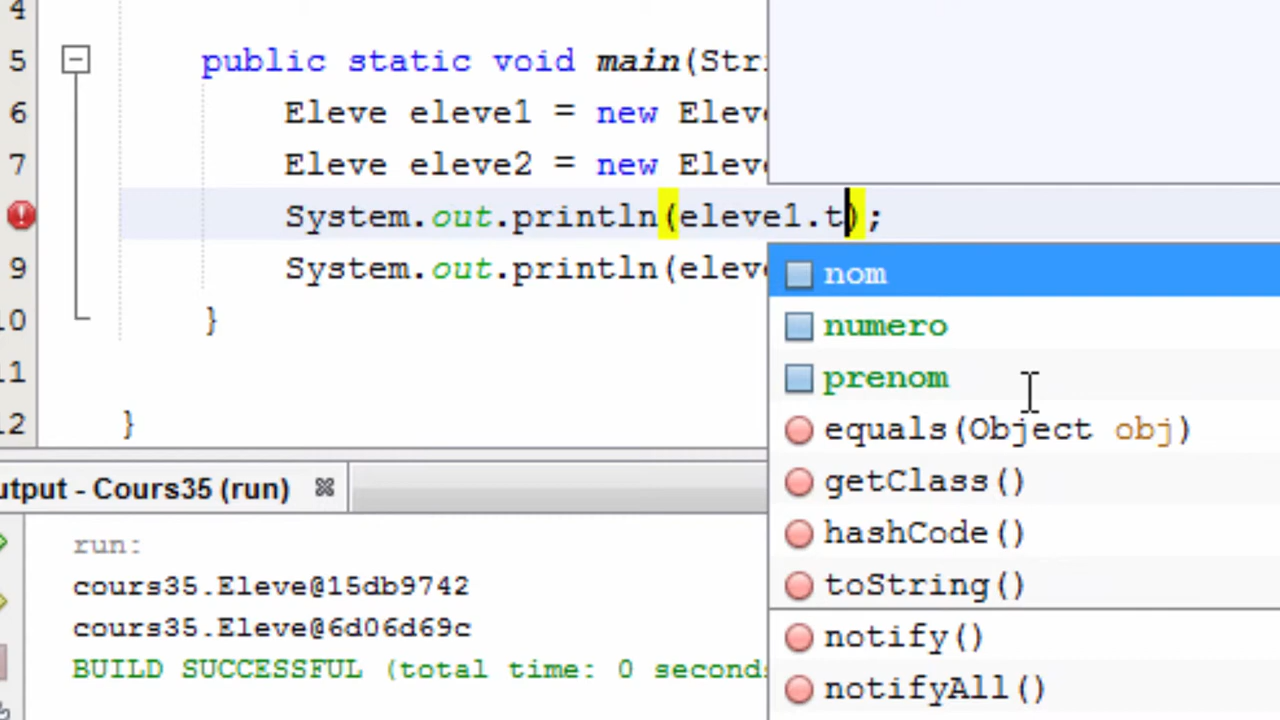 4
5 public static void main(Stri
6 Eleve eleve1 = new Eleve
7 Eleve eleve2 = new Eleve
System.out.println(eleve1.t);
9 System.out.println(eleve
10 }
11
12 }
nom
numero
prenom
equals(Object obj)
getClass()
hashCode()
toString()
notify()
notifyAll()
utput - Cours35 (run)
run:
cours35.Eleve@15db9742
cours35.Eleve@6d06d69c
BUILD SUCCESSFUL (total time: 0 seconds